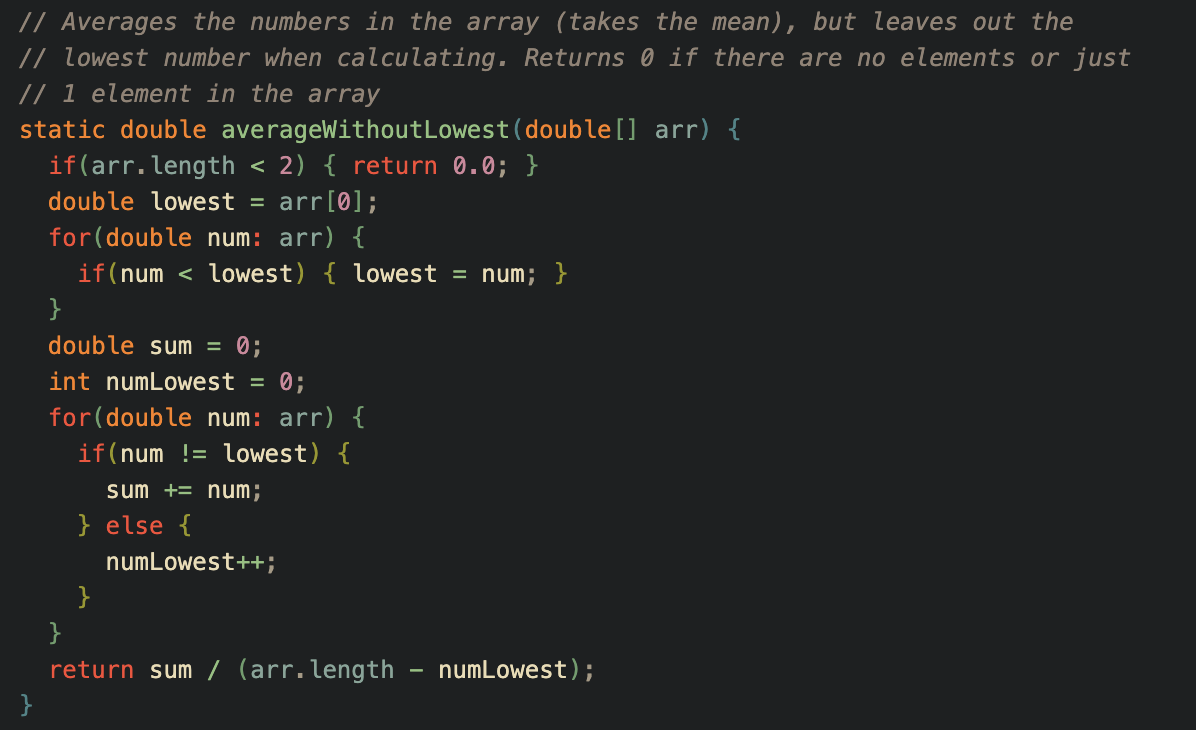 // Averages the numbers in the array (takes the mean), but leaves out the
// lowest number when calculating. Returns 0 if there are no elements or just
// 1 element in the array
static double averageWithoutLowest(double[] arr) {
  if(arr.length < 2) { return 0.0; }
  double lowest = arr[0];
  for(double num: arr) {
    if(num < lowest) { lowest = num; }
  }
  double sum = 0;
  int numLowest = 0;
  for(double num: arr) {
    if(num != lowest) {
      sum += num;
    } else {
      numLowest++;
    }
  }
  return sum / (arr.length - numLowest);
}